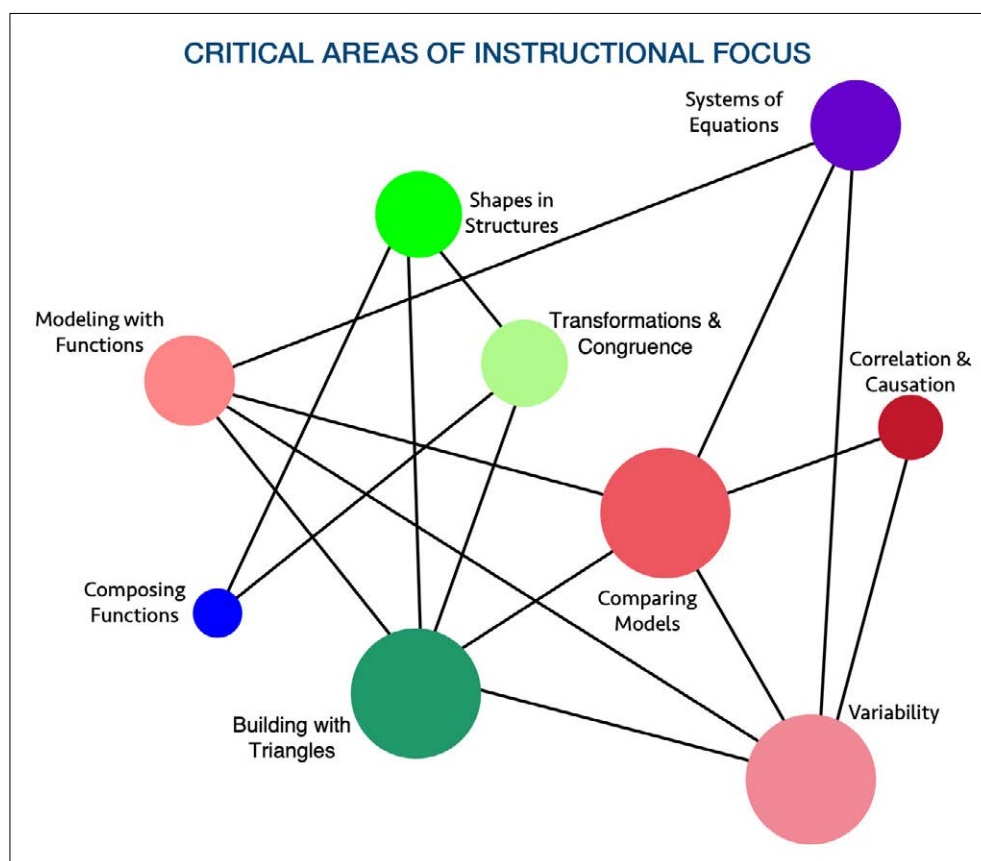 CRITICAL AREAS OF INSTRUCTIONAL FOCUS
Systems of
Equations
Shapes in
Structures
Modeling with
Functions
Transformations &
Congruence
Correlation &
Causation
Composing
Functions
Comparing
Models
Building with
Triangles
Variability